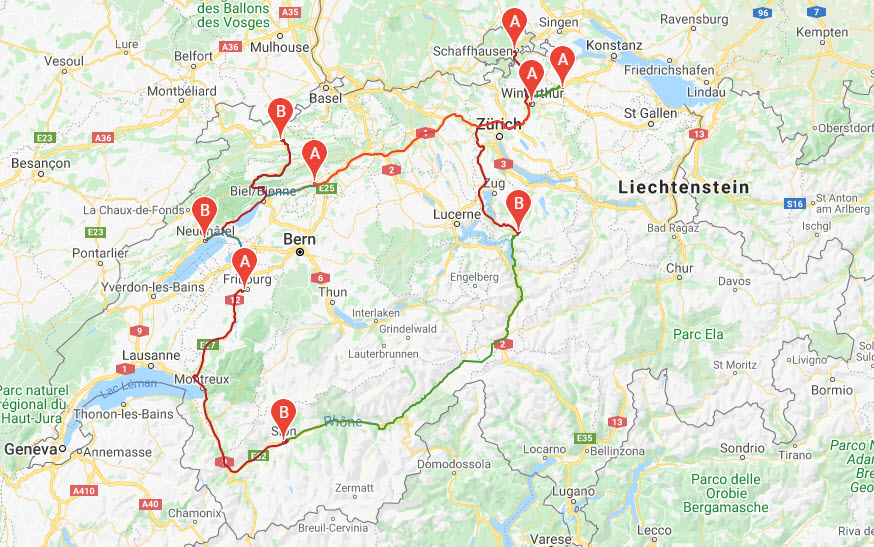 des Ballons
des Vosges
A35
A36
Mulhouse
Lure
Vesoul
Belfort
A36
Montbéliard
Basel
E23
Besançon
Schaffhausen
A
Singen
A
A
Winterthur
Konstanz
Ravensburg
96
7
Kempten
Friedrichshafen
Lindau
St Gallen
13
Oberstdorf
B
A
1
2
Zürich
3
E25
Biel/Bienne
La Chaux-de-Fonds
E23
B
Neuchâtel
Pontarlier
Bern
Zug
B
Lucerne
Liechtenstein
S16
St Anton
am Arlberg
Ischgl
Bad Ragaz
A
Fribourg
12
6
Yverdon-les-Bains
Thun
Engelberg
Chur
Davos
Interlaken
Grindelwald
Lauterbrunnen
9
E27
2
Parc Ela
Lausanne
1
Montreux
Lac Léman
St Moritz
Livigno
Bormio
Parc naturel
régional du
Haut-Jura
Thonon-les-Bains
B
Sion
Rhône
E62
13
Geneva
Annemasse
E35
Locarno
Bellinzona
Sondrio
Tirano
Domodossola
A410
A40
Zermatt
Chamonix
Breuil-Cervinia
Lugano
Varese
Lecco
Parco delle
Orobie
Bergamasche